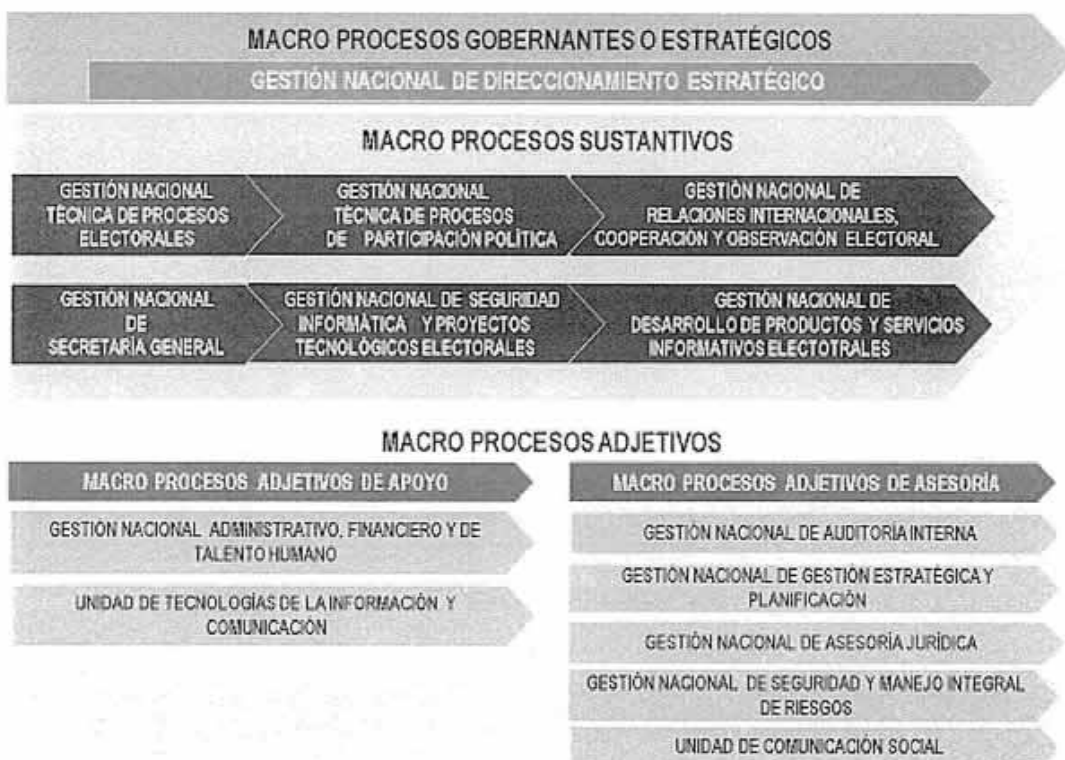 MACRO PROCESOS GOBERNANTES O ESTRATÉGICOS
GESTIÓN NACIONAL DE DIRECCIONAMIENTO ESTRATÉGICO
MACRO PROCESOS SUSTANTIVOS
GESTIÓN NACIONAL
TÉCNICA DE PROCESOS
ELECTORALES
GESTIÓN NACIONAL
TÉCNICA DE PROCESOS
DE PARTICIPACIÓN POLÍTICA
GESTIÓN NACIONAL DE
RELACIONES INTERNACIONALES,
COOPERACIÓN Y OBSERVACIÓN ELECTORAL
GESTIÓN NACIONAL
DE
SECRETARÍA GENERAL
GESTIÓN NACIONAL DE SEGURIDAD
INFORMÁTICA Y PROYECTOS
TECNOLÓGICOS ELECTORALES
GESTIÓN NACIONAL DE
DESARROLLO DE PRODUCTOS Y SERVICIOS
INFORMATIVOS ELECTOTRALES
MACRO PROCESOS ADJETIVOS
MACRO PROCESOS ADJETIVOS DE APOYO
GESTIÓN NACIONAL ADMINISTRATIVO, FINANCIERO Y DE
TALENTO HUMANO
UNIDAD DE TECNOLOGÍAS DE LA INFORMACIÓN Y
COMUNICACIÓN
MACRO PROCESOS ADJETIVOS DE ASESORÍA
GESTIÓN NACIONAL DE AUDITORÍA INTERNA
GESTIÓN NACIONAL DE GESTIÓN ESTRATÉGICA Y
PLANIFICACIÓN
GESTIÓN NACIONAL DE ASESORÍA JURÍDICA
GESTIÓN NACIONAL DE SEGURIDAD Y MANEJO INTEGRAL
DE RIESGOS
UNIDAD DE COMUNICACIÓN SOCIAL